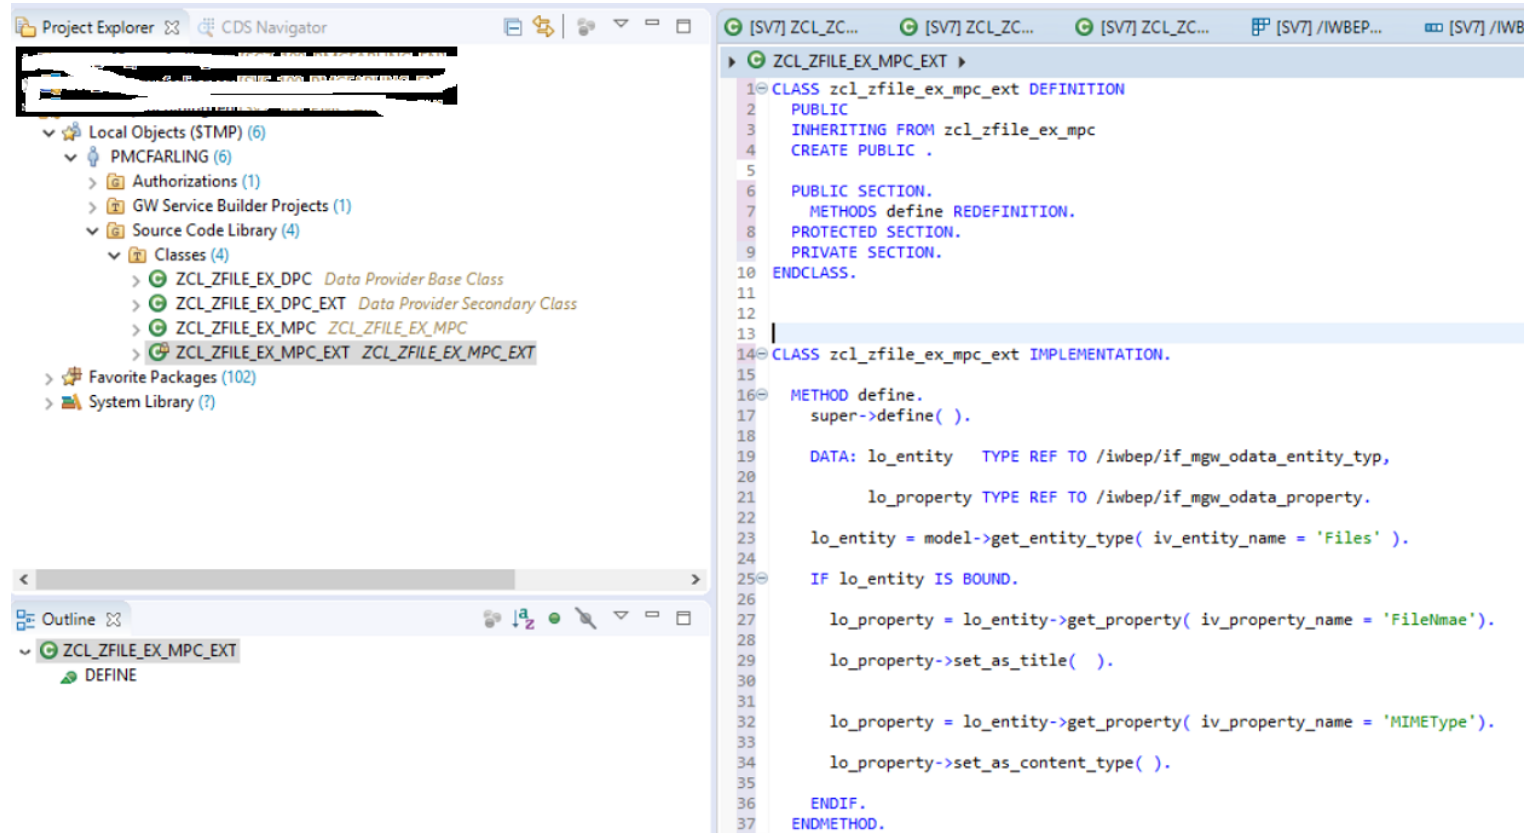 Project Explorer
CDS Navigator
Local Objects ($TMP) (6)
PMCFARLING (6)
Authorizations (1)
GW Service Builder Projects (1)
Source Code Library (4)
Classes (4)
ZCL_ZFILE_EX_DPC Data Provider Base Class
ZCL_ZFILE_EX_DPC_EXT Data Provider Secondary Class
ZCL_ZFILE_EX_MPC ZCL_ZFILE_EX_MPC
ZCL_ZFILE_EX_MPC_EXT ZCL_ZFILE_EX_MPC_EXT
Favorite Packages (102)
System Library (?)
Outline
ZCL_ZFILE_EX_MPC_EXT
DEFINE
[SV7] ZCL_ZC... [SV7] ZCL_ZC... [SV7] ZCL_ZC... [SV7] /IWBEP... [SV7] /IWB
ZCL_ZFILE_EX_MPC_EXT
1 CLASS zcl_zfile_ex_mpc_ext DEFINITION
2 PUBLIC
3 INHERITING FROM zcl_zfile_ex_mpc
4 CREATE PUBLIC .
5
6 PUBLIC SECTION.
7 METHODS define REDEFINITION.
8 PROTECTED SECTION.
9 PRIVATE SECTION.
10 ENDCLASS.
11
12
13
14 CLASS zcl_zfile_ex_mpc_ext IMPLEMENTATION.
15
16 METHOD define.
17 super->define( ).
18
19 DATA: lo_entity TYPE REF TO /iwbep/if_mgw_odata_entity_typ,
20
21 lo_property TYPE REF TO /iwbep/if_mgw_odata_property.
22
23 lo_entity = model->get_entity_type( iv_entity_name = 'Files' ).
24
25 IF lo_entity IS BOUND.
26
27 lo_property = lo_entity->get_property( iv_property_name = 'FileNmae').
28
29 lo_property->set_as_title( ).
30
31
32 lo_property = lo_entity->get_property( iv_property_name = 'MIMEType').
33
34 lo_property->set_as_content_type( ).
35
36 ENDIF.
37 ENDMETHOD.